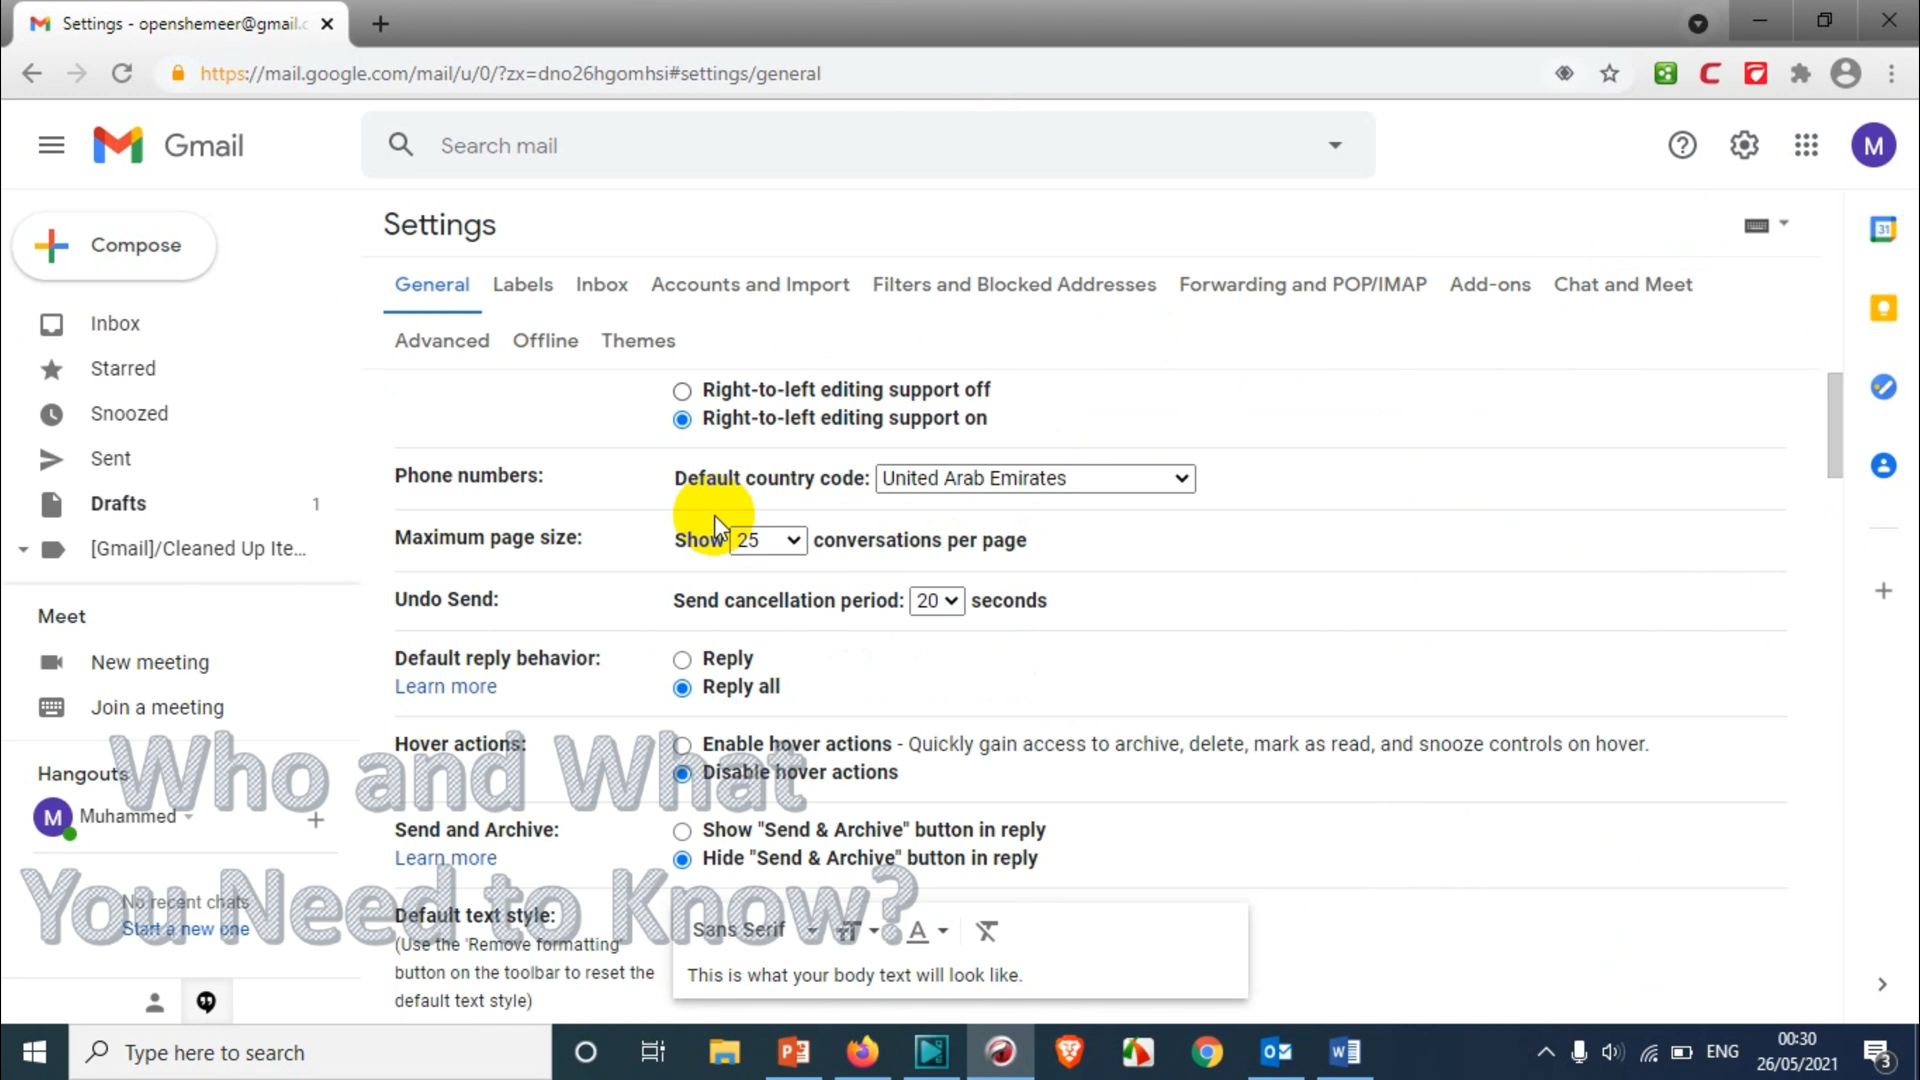 Settings - openshemeer@gmail.c
https://mail.google.com/mail/u/0/?zx=dno26hgomhsi#settings/general
Gmail
Search mail
M
Compose
Inbox
Starred
Snoozed
Sent
Drafts 1
[Gmail]/Cleaned Up Ite...
Meet
New meeting
Join a meeting
Hangouts
M Muhammed
No recent chats
Start a new one
Settings
General Labels Inbox Accounts and Import Filters and Blocked Addresses Forwarding and POP/IMAP Add-ons Chat and Meet
Advanced Offline Themes
Right-to-left editing support off
Right-to-left editing support on
Phone numbers: Default country code: United Arab Emirates
Maximum page size: Show 25 conversations per page
Undo Send: Send cancellation period: 20 seconds
Default reply behavior: Reply
Learn more Reply all
Hover actions: Enable hover actions - Quickly gain access to archive, delete, mark as read, and snooze controls on hover.
Disable hover actions
Send and Archive: Show "Send & Archive" button in reply
Learn more Hide "Send & Archive" button in reply
Default text style:
(Use the 'Remove formatting'
button on the toolbar to reset the
default text style)
Sans Serif
This is what your body text will look like.
Who and What
You Need to Know?
31
Type here to search
ENG
00:30
26/05/2021
3